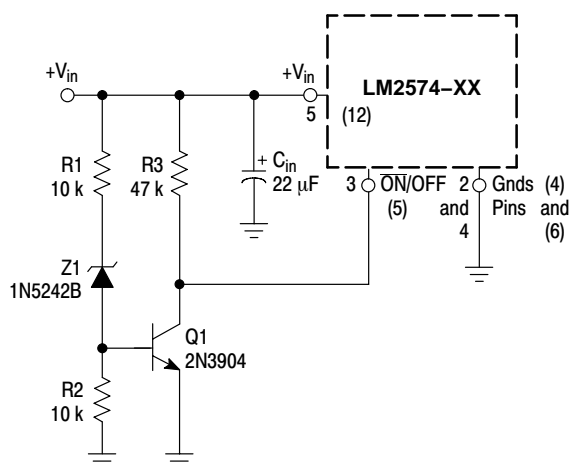 +Vin
+Vin
LM2574–XX
5
(12)
R1
10 k
R3
47 k
+
Cin
22 μF
3
ON/OFF
(5)
2
and
4
Gnds
Pins
(4)
and
(6)
Z1
1N5242B
Q1
2N3904
R2
10 k